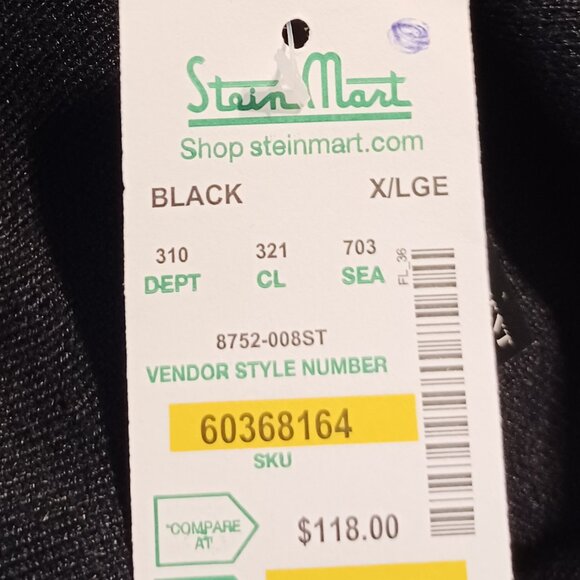 Stein Mart
Shop steinmart.com
BLACK X/LGE
310 321 703
DEPT CL SEA
FL_36
8752-008ST
VENDOR STYLE NUMBER
60368164
SKU
"COMPARE
AT $118.00